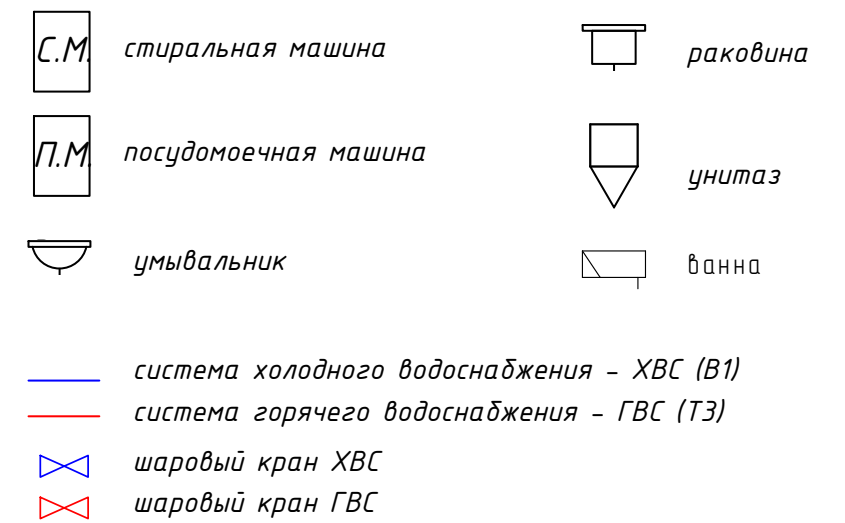 С.М. стиральная машина
раковина
П.М. посудомоечная машина
унитаз
умывальник
ванна
система холодного водоснабжения - ХВС (В1)
система горячего водоснабжения - ГВС (Т3)
шаровый кран ХВС
шаровый кран ГВС